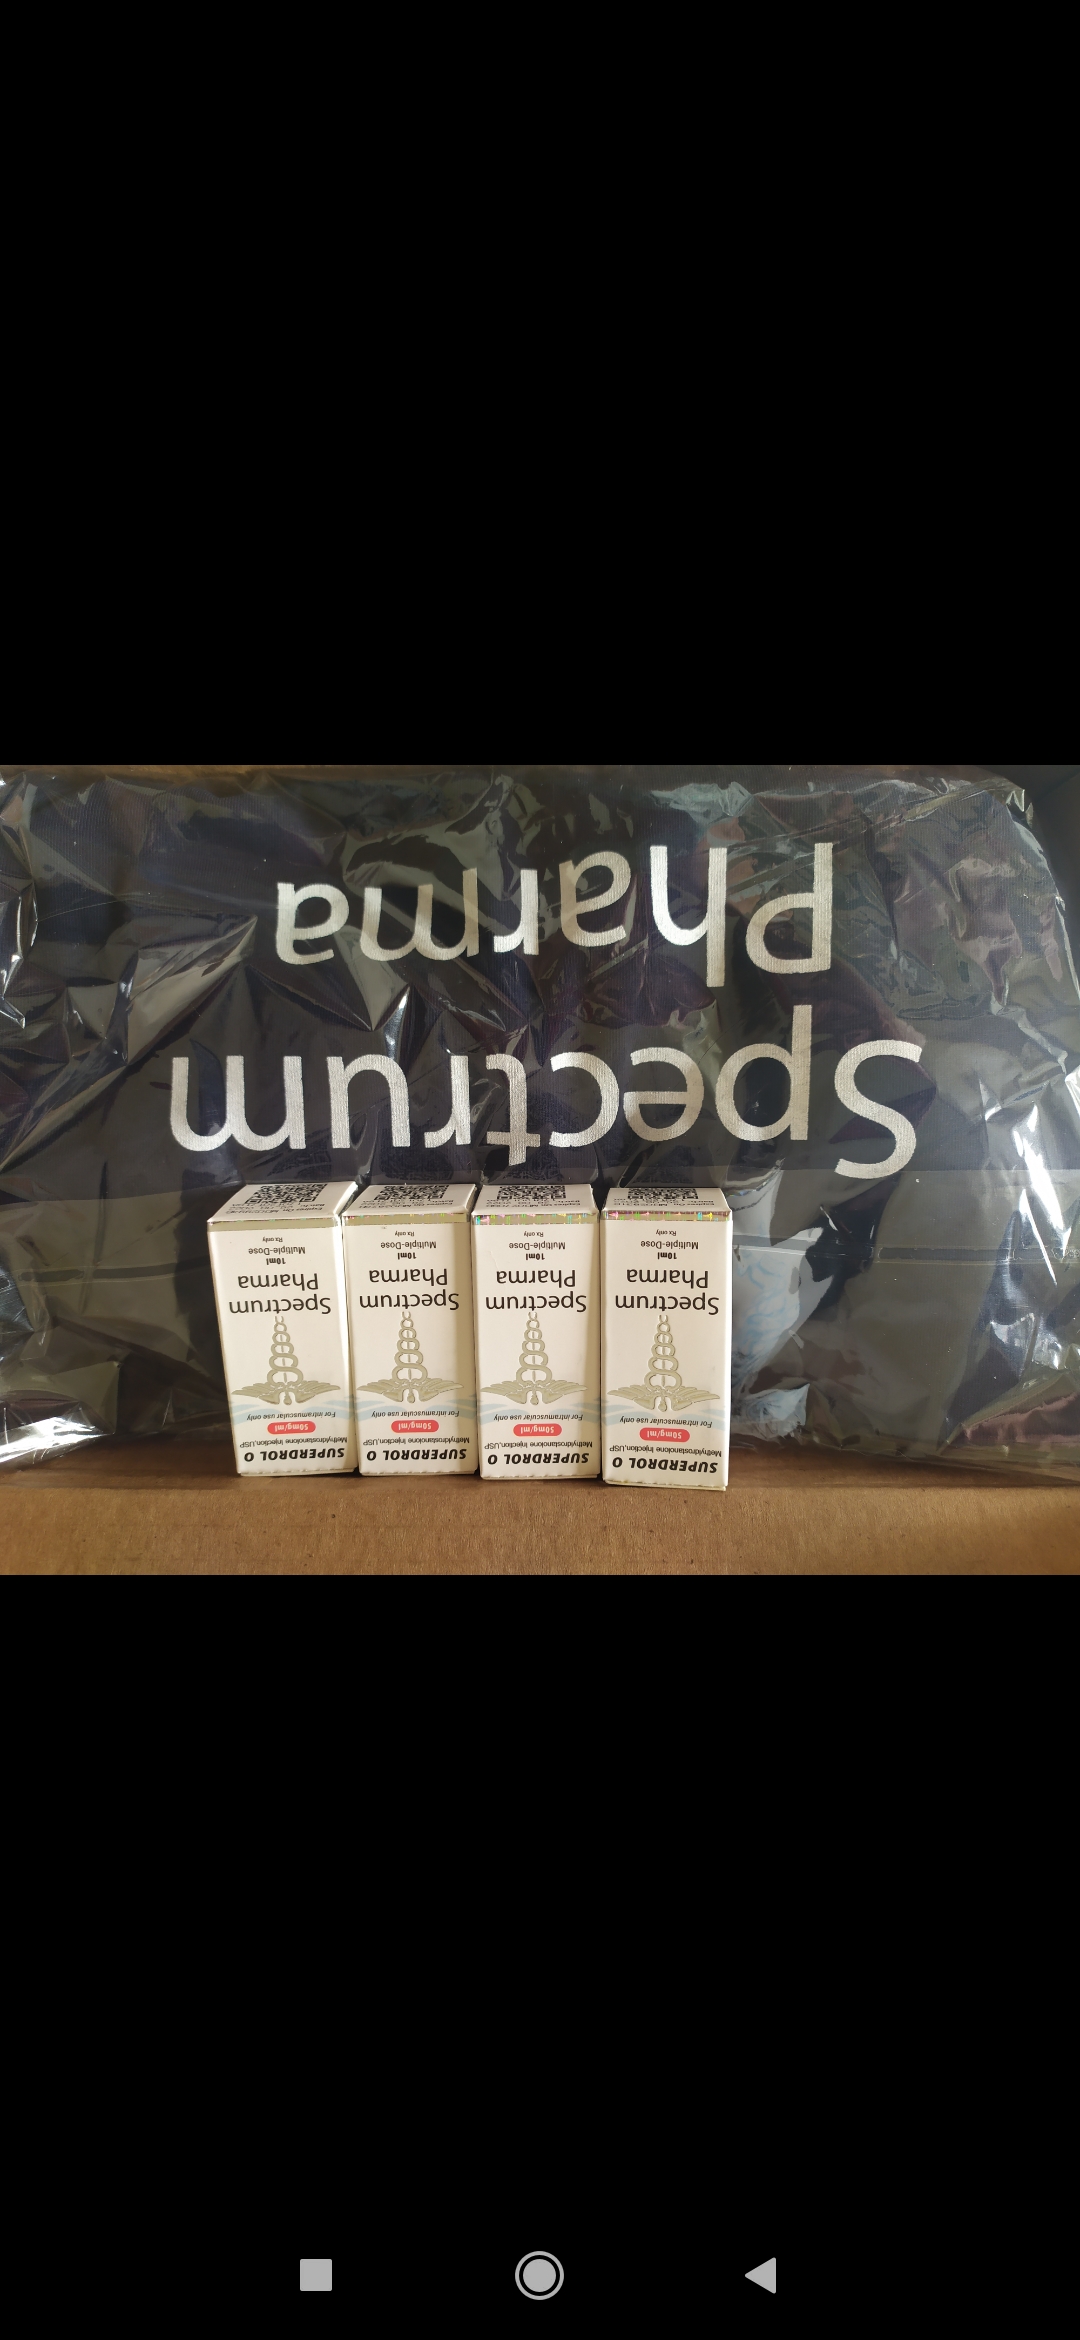 Spectrum
Pharma
SUPERDROL O
Methyldrostanolone Injection,USP
50mg/ml
For intramuscular use only
Spectrum
Pharma
10ml
Multiple-Dose
Rx only
SUPERDROL O
Methyldrostanolone Injection,USP
50mg/ml
For intramuscular use only
Spectrum
Pharma
10ml
Multiple-Dose
Rx only
SUPERDROL O
Methyldrostanolone Injection,USP
50mg/ml
For intramuscular use only
Spectrum
Pharma
10ml
Multiple-Dose
Rx only
SUPERDROL O
Methyldrostanolone Injection,USP
50mg/ml
For intramuscular use only
Spectrum
Pharma
10ml
Multiple-Dose
Rx only